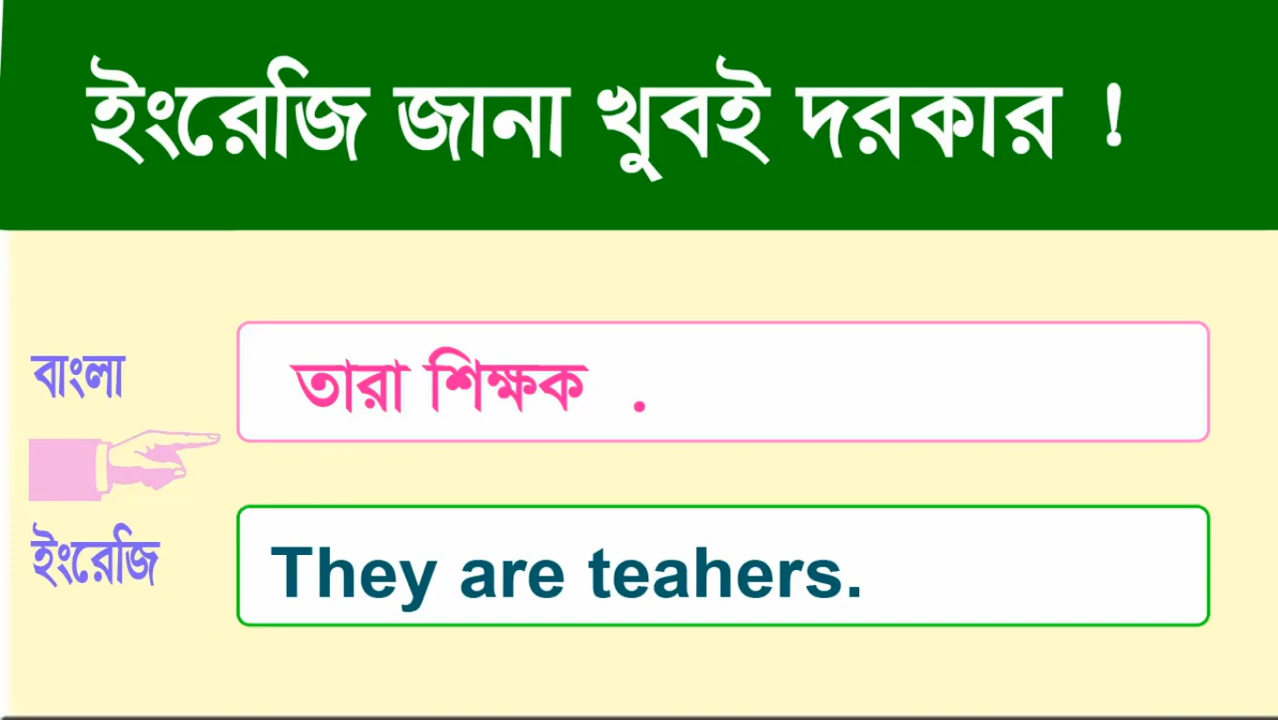 ইংরেজি জানা খুবই দরকার !
বাংলা
তারা শিক্ষক .
ইংরেজি
They are teahers.